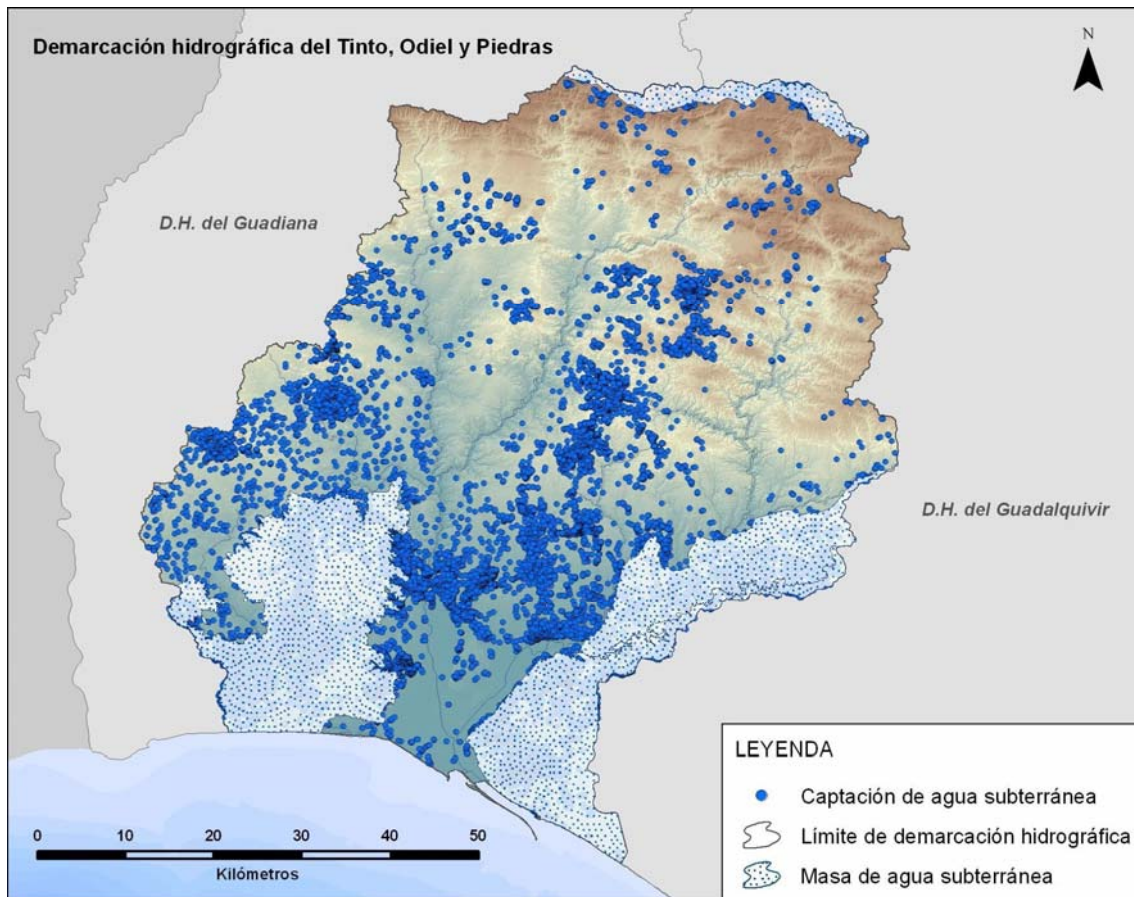 Demarcación hidrográfica del Tinto, Odiel y Piedras
N
D.H. del Guadiana
D.H. del Guadalquivir
LEYENDA
Captación de agua subterránea
Límite de demarcación hidrográfica
Masa de agua subterránea
0 10 20 30 40 50
Kilómetros